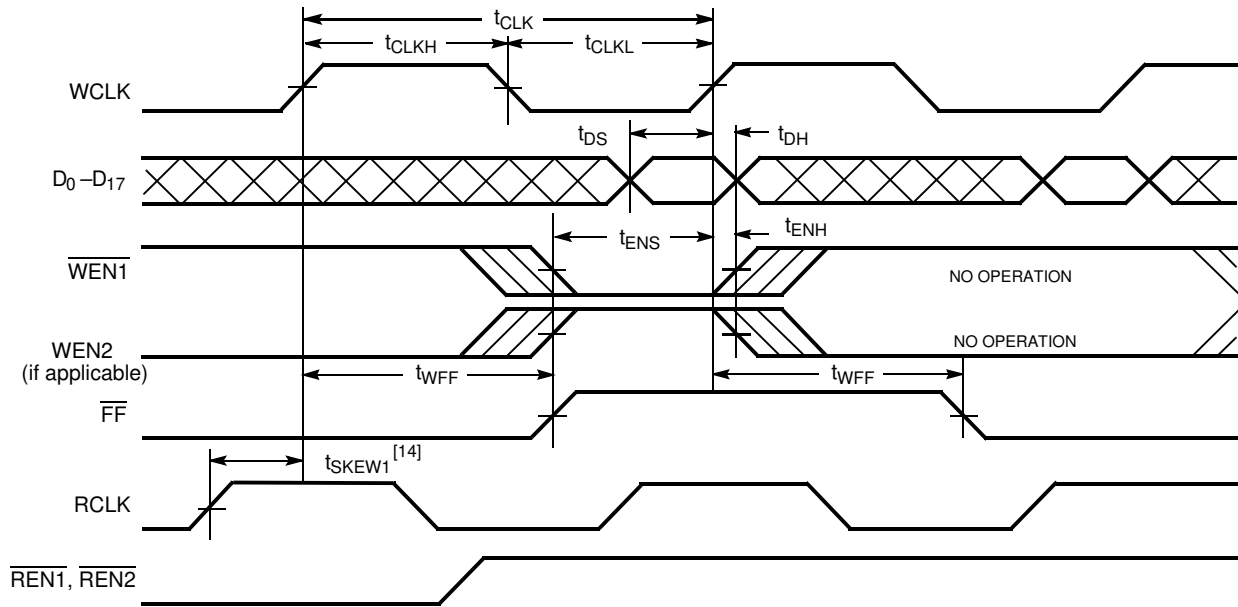 tCLK
tCLKH tCLKL
WCLK
tDS tDH
D0 –D17
tENS tENH
WEN1
NO OPERATION
WEN2
(if applicable)
NO OPERATION
tWFF tWFF
FF
tSKEW1 [14]
RCLK
REN1, REN2